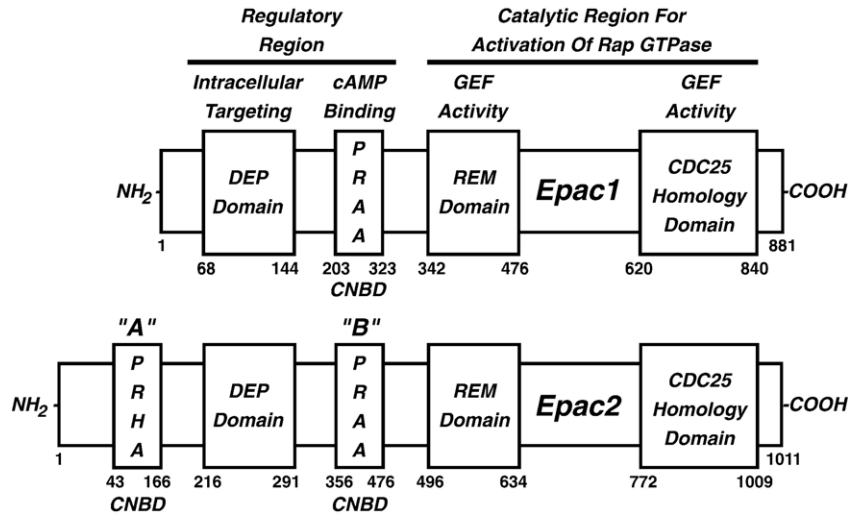 Regulatory
Region
Catalytic Region For
Activation Of Rap GTPase
Intracellular
Targeting
cAMP
Binding
GEF
Activity
GEF
Activity
NH2
DEP
Domain
P
R
A
A
REM
Domain
Epac1
CDC25
Homology
Domain
COOH
1
68
144
203
323
342
476
620
840
881
CNBD
"A"
"B"
NH2
P
R
H
A
DEP
Domain
P
R
A
A
REM
Domain
Epac2
CDC25
Homology
Domain
COOH
1
43
166
216
291
356
476
496
634
772
1009
1011
CNBD
CNBD